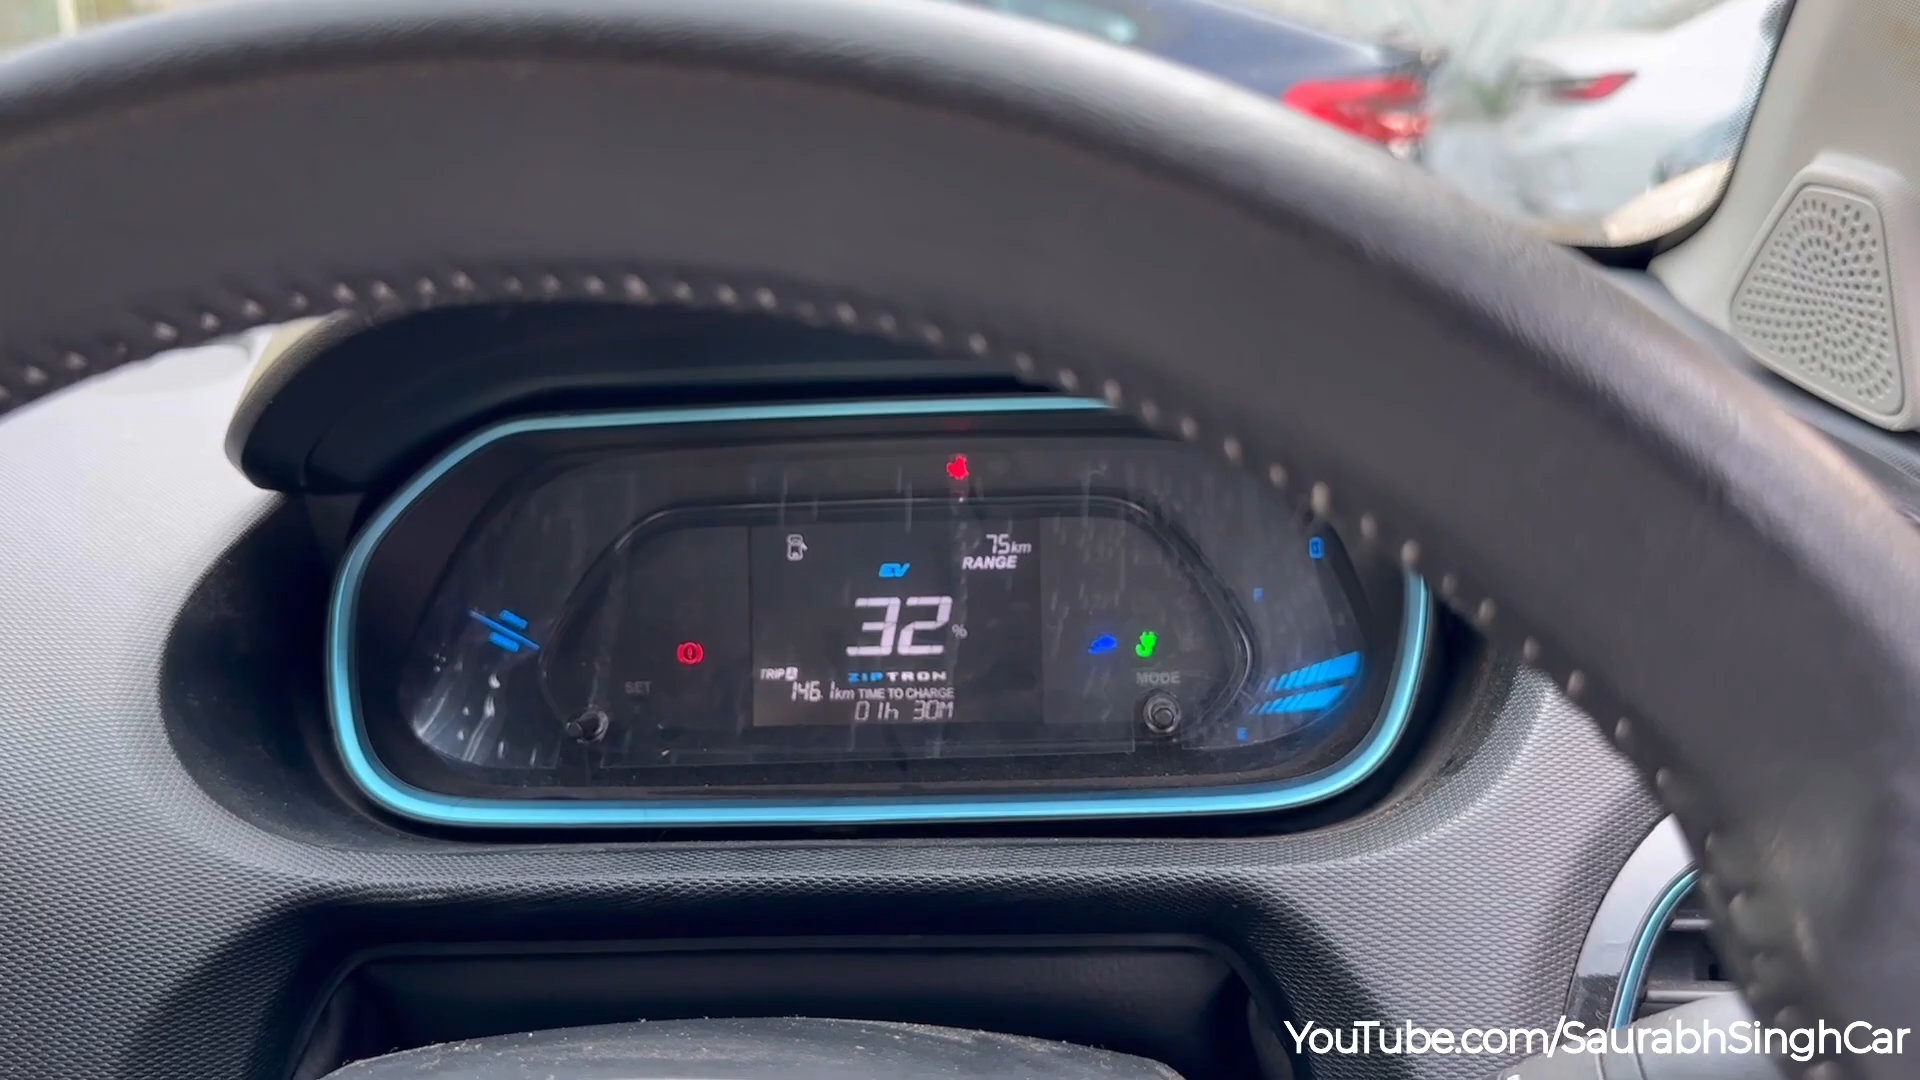 75km
RANGE
EV
32%
ZIPTRON
TRIP A
146.1km TIME TO CHARGE
01h 30M
SET
MODE
F
E
YouTube.com/SaurabhSinghCar